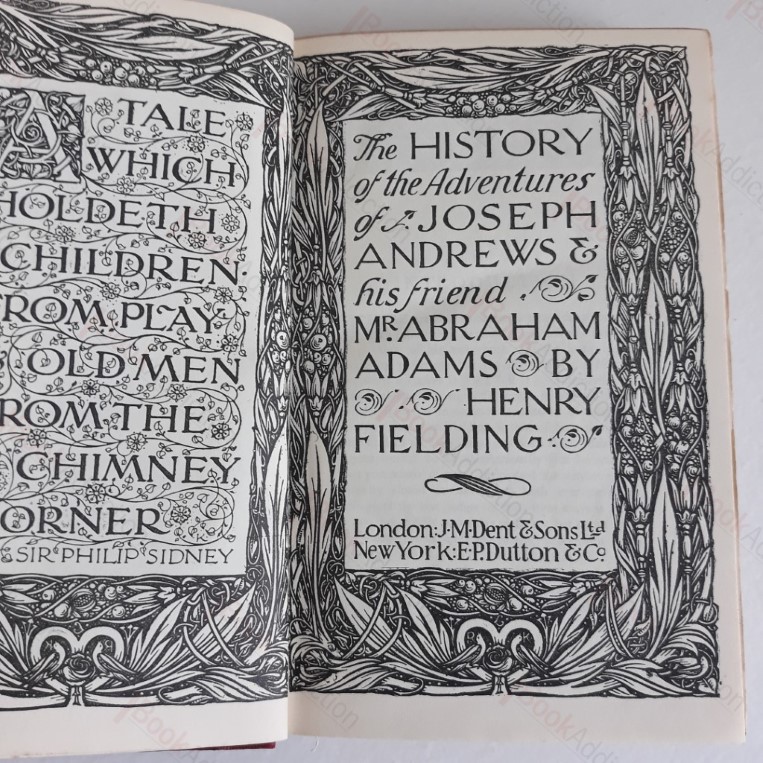 A TALE
WHICH
HOLDETH
CHILDREN
FROM PLAY
OLD MEN
FROM THE
CHIMNEY
CORNER
SIR PHILIP SIDNEY
The HISTORY
of the Adventures
of JOSEPH
ANDREWS &
his friend
MR. ABRAHAM
ADAMS BY
HENRY
FIELDING
London: J·M·Dent & Sons Ltd
New York: E·P·Dutton & Co